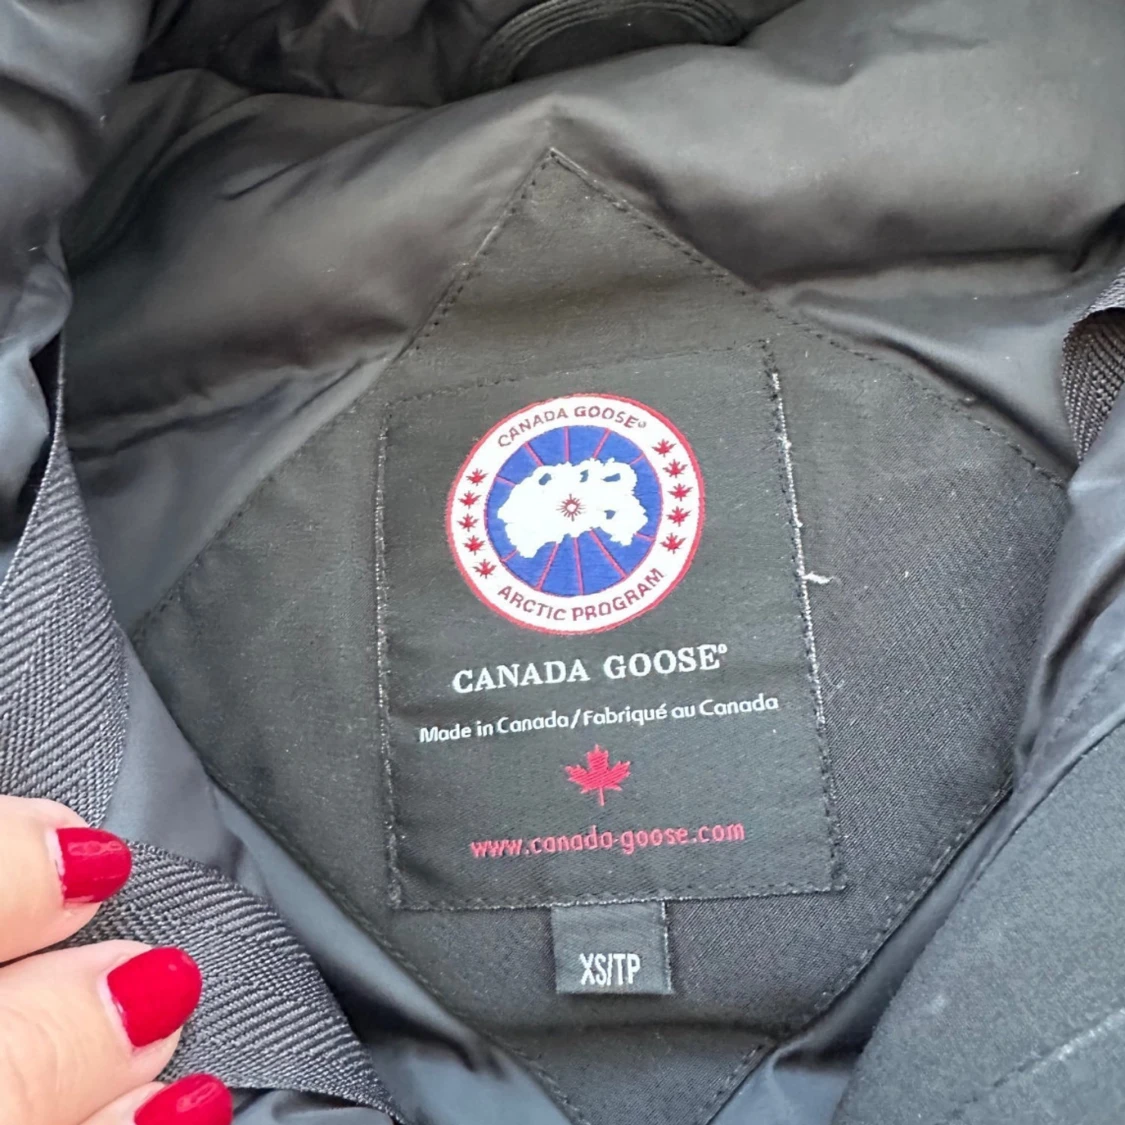 CANADA GOOSE®
ARCTIC PROGRAM
CANADA GOOSE®
Made in Canada/Fabriqué au Canada
www.canada-goose.com
XS/TP